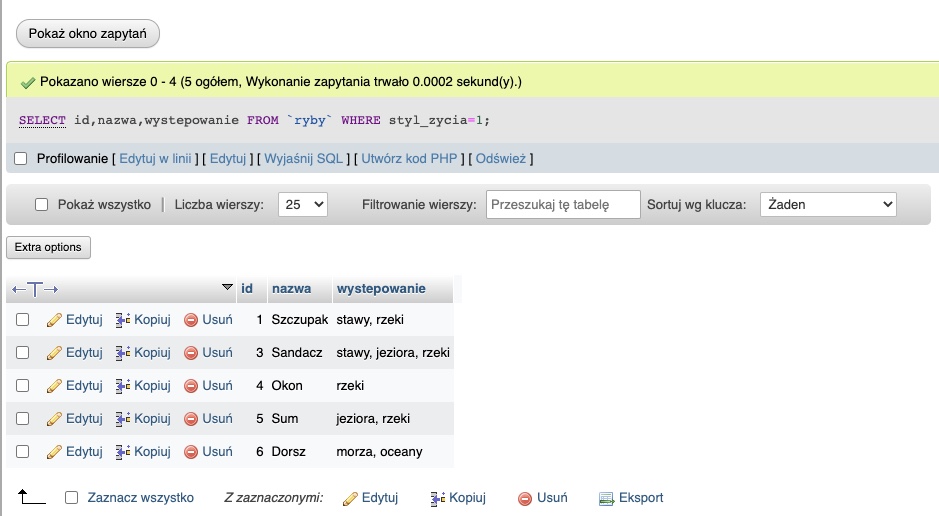 Pokaż okno zapytań
Pokazano wiersze 0 - 4 (5 ogółem, Wykonanie zapytania trwało 0.0002 sekund(y).)
SELECT id,nazwa,wystepowanie FROM `ryby` WHERE styl_zycia=1;
Profilowanie [ Edytuj w linii ] [ Edytuj ] [ Wyjaśnij SQL ] [ Utwórz kod PHP ] [ Odśwież ]
Pokaż wszystko | Liczba wierszy: 25 Filtrowanie wierszy: Przeszukaj tę tabelę Sortuj wg klucza: Żaden
Extra options
←T→ id nazwa wystepowanie
Edytuj Kopiuj Usuń 1 Szczupak stawy, rzeki
Edytuj Kopiuj Usuń 3 Sandacz stawy, jeziora, rzeki
Edytuj Kopiuj Usuń 4 Okon rzeki
Edytuj Kopiuj Usuń 5 Sum jeziora, rzeki
Edytuj Kopiuj Usuń 6 Dorsz morza, oceany
Zaznacz wszystko Z zaznaczonymi: Edytuj Kopiuj Usuń Eksport